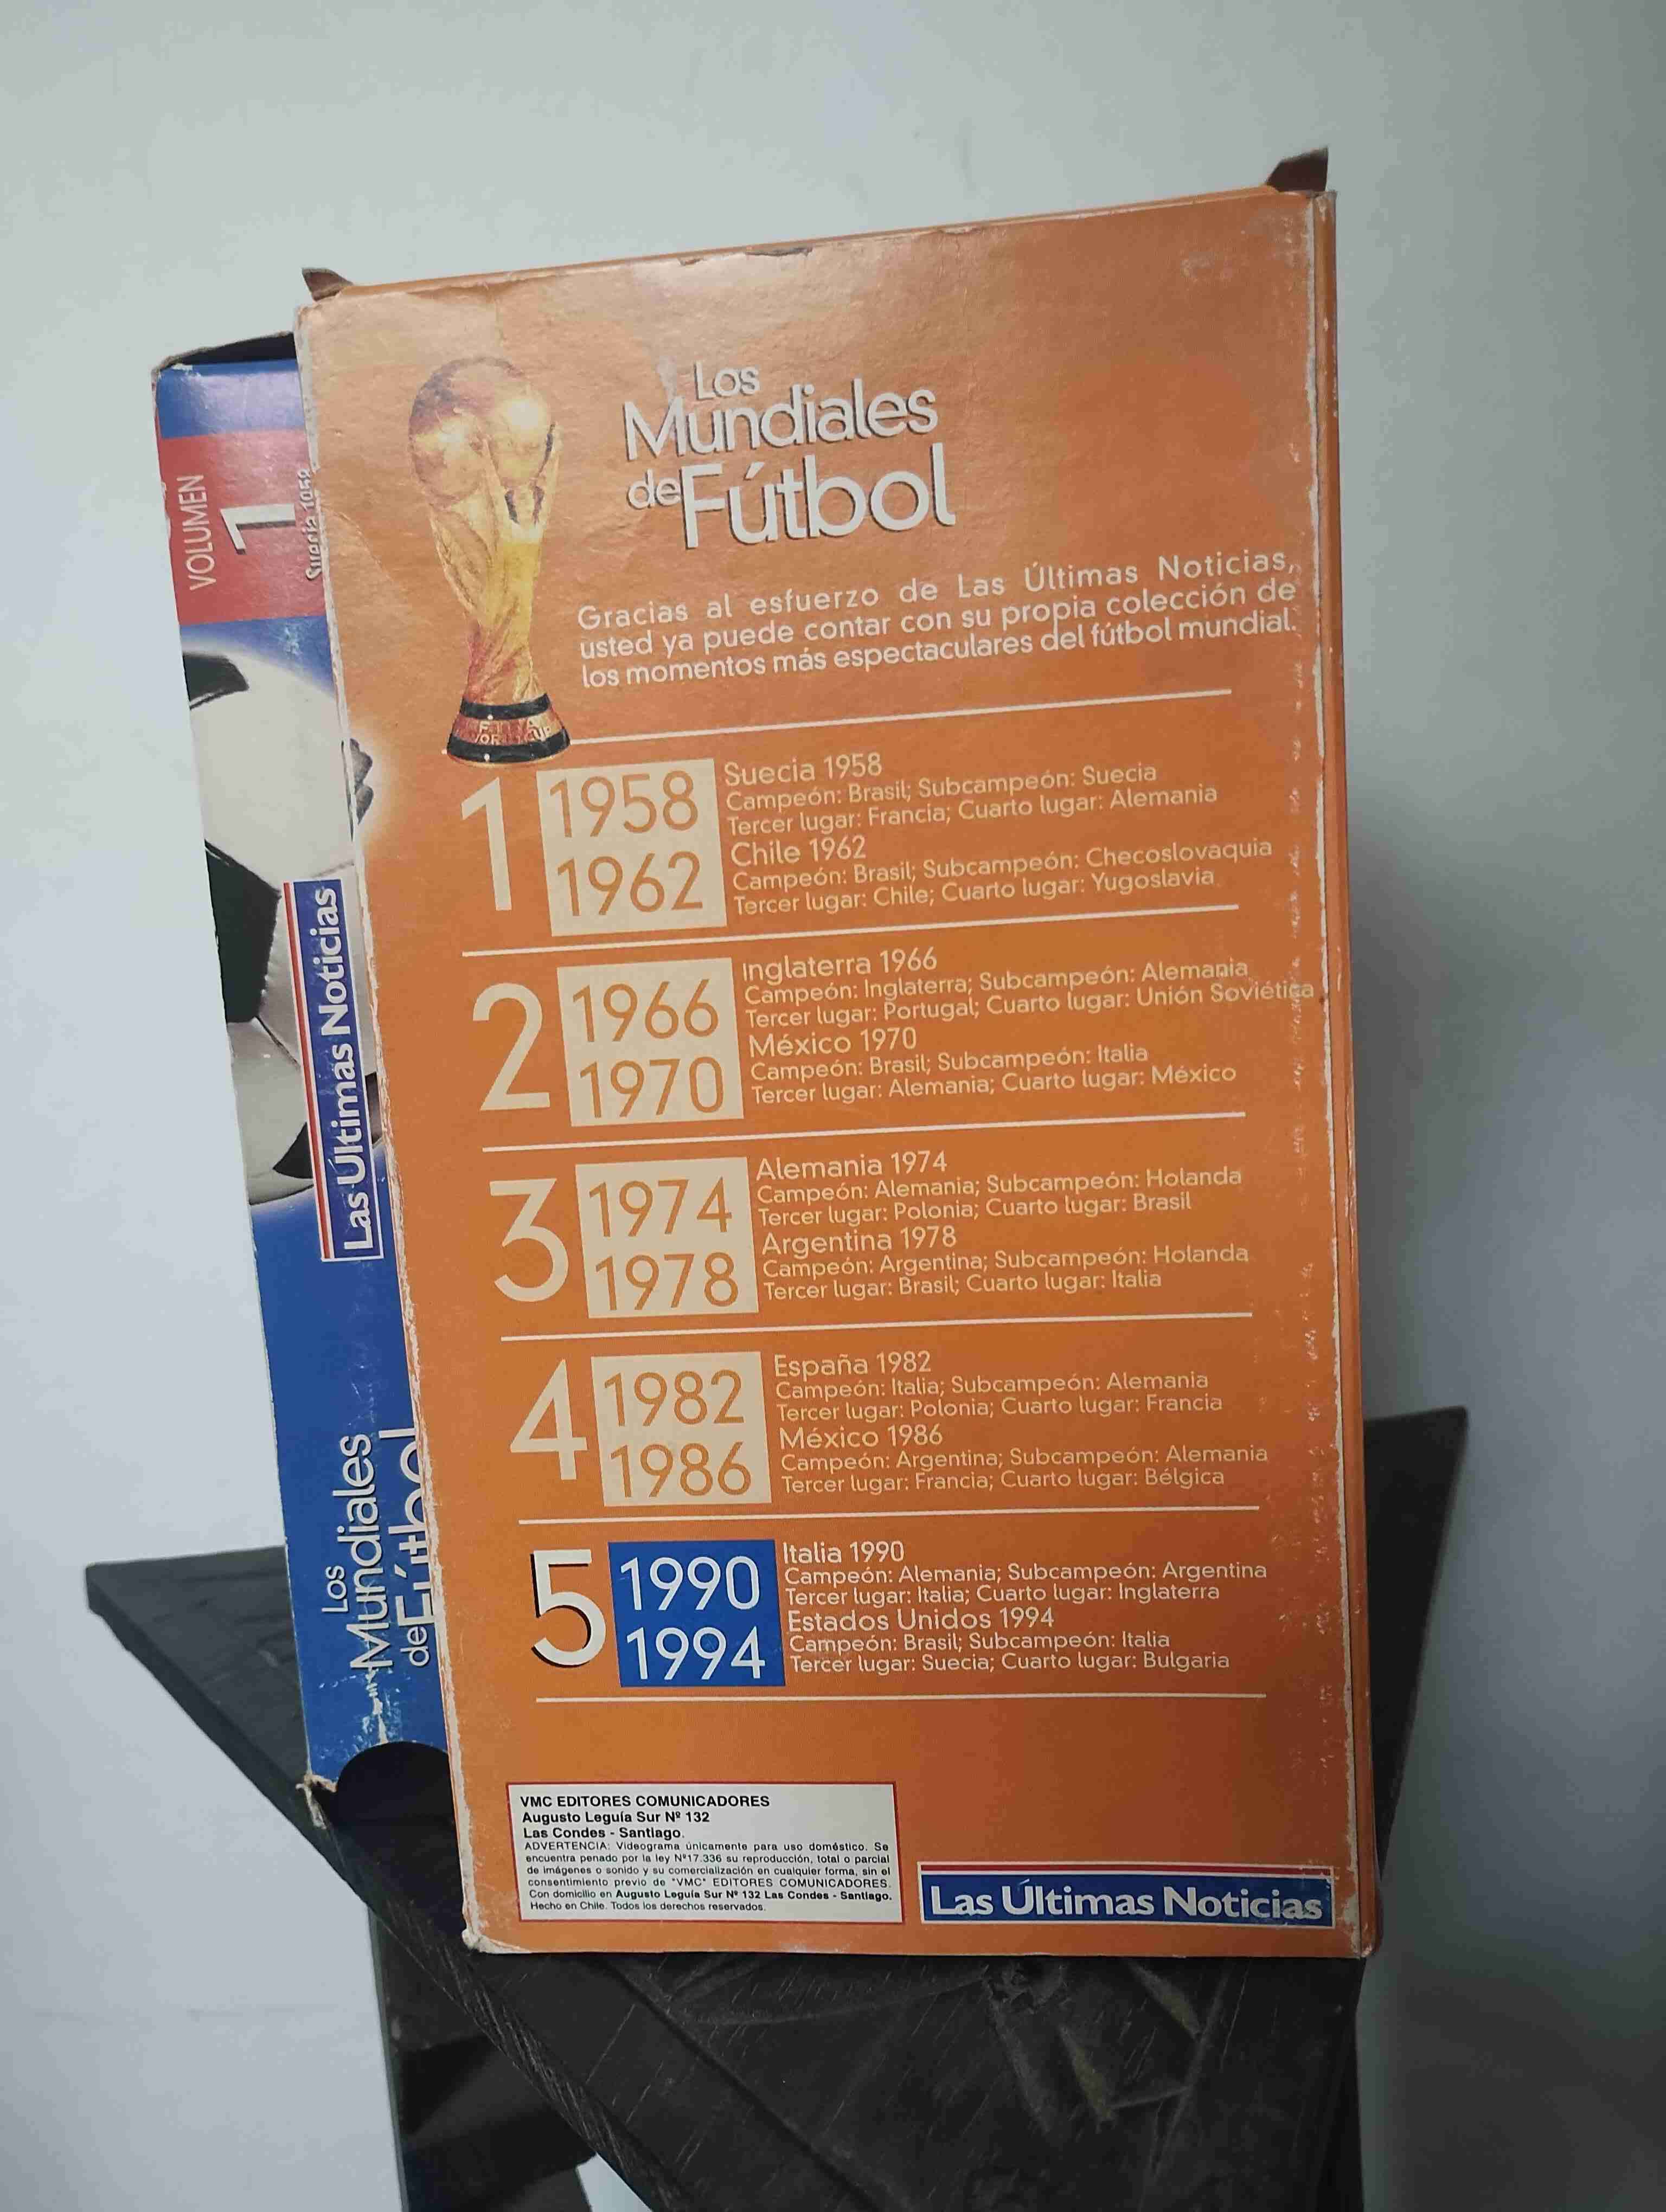 VOLUMEN
1
Suecia 1958
Las Últimas Noticias
Los
Mundiales
de Fútbol
Los
Mundiales
de Fútbol
Gracias al esfuerzo de Las Últimas Noticias,
usted ya puede contar con su propia colección de
los momentos más espectaculares del fútbol mundial.
1
1958
1962
Suecia 1958
Campeón: Brasil; Subcampeón: Suecia
Tercer lugar: Francia; Cuarto lugar: Alemania
Chile 1962
Campeón: Brasil; Subcampeón: Checoslovaquia
Tercer lugar: Chile; Cuarto lugar: Yugoslavia
2
1966
1970
Inglaterra 1966
Campeón: Inglaterra; Subcampeón: Alemania
Tercer lugar: Portugal; Cuarto lugar: Unión Soviética
México 1970
Campeón: Brasil; Subcampeón: Italia
Tercer lugar: Alemania; Cuarto lugar: México
3
1974
1978
Alemania 1974
Campeón: Alemania; Subcampeón: Holanda
Tercer lugar: Polonia; Cuarto lugar: Brasil
Argentina 1978
Campeón: Argentina; Subcampeón: Holanda
Tercer lugar: Brasil; Cuarto lugar: Italia
4
1982
1986
España 1982
Campeón: Italia; Subcampeón: Alemania
Tercer lugar: Polonia; Cuarto lugar: Francia
México 1986
Campeón: Argentina; Subcampeón: Alemania
Tercer lugar: Francia; Cuarto lugar: Bélgica
5
1990
1994
Italia 1990
Campeón: Alemania; Subcampeón: Argentina
Tercer lugar: Italia; Cuarto lugar: Inglaterra
Estados Unidos 1994
Campeón: Brasil; Subcampeón: Italia
Tercer lugar: Suecia; Cuarto lugar: Bulgaria
VMC EDITORES COMUNICADORES
Augusto Leguía Sur Nº 132
Las Condes - Santiago.
ADVERTENCIA: Videograma únicamente para uso doméstico. Se
encuentra penado por la ley Nº17.336 su reproducción, total o parcial
de imágenes o sonido y su comercialización en cualquier forma, sin el
consentimiento previo de "VMC" EDITORES COMUNICADORES.
Con domicilio en Augusto Leguía Sur Nº 132 Las Condes - Santiago.
Hecho en Chile. Todos los derechos reservados.
Las Últimas Noticias